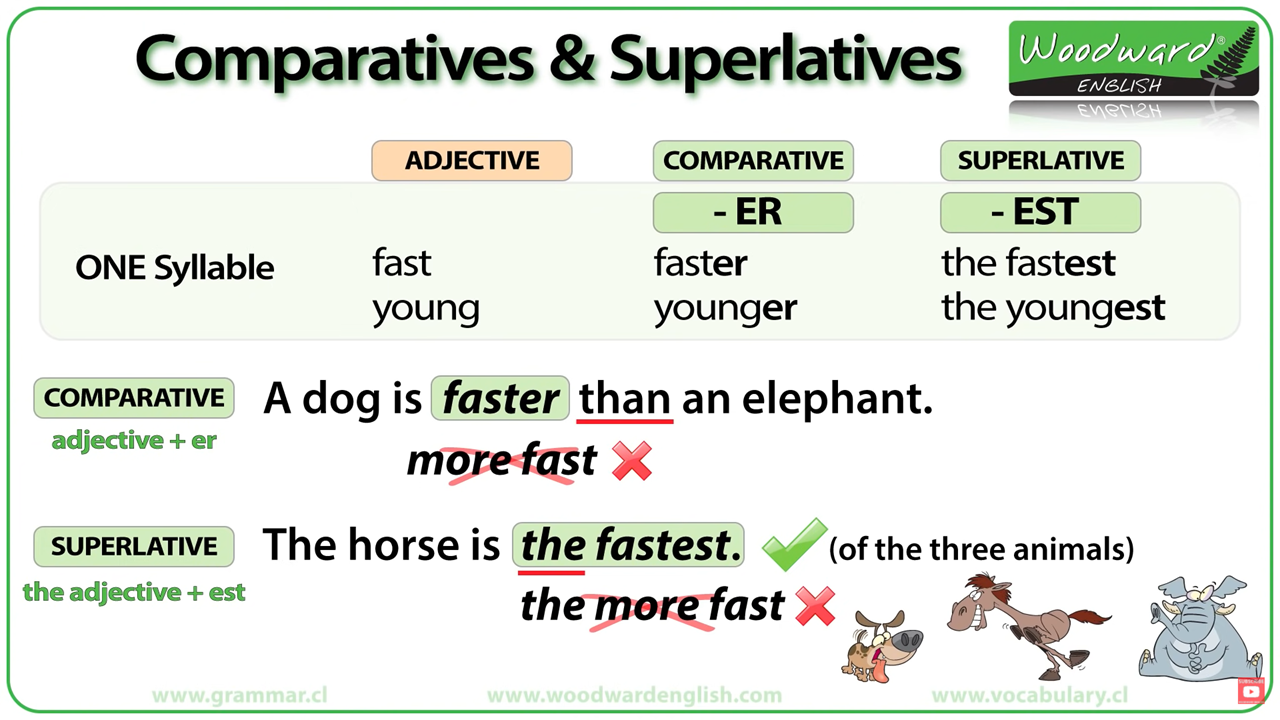 Comparatives & Superlatives
Woodward®
ENGLISH
ADJECTIVE COMPARATIVE SUPERLATIVE
- ER - EST
ONE Syllable fast faster the fastest
young younger the youngest
COMPARATIVE A dog is faster than an elephant.
adjective + er
more fast
SUPERLATIVE The horse is the fastest. (of the three animals)
the adjective + est
the more fast
www.grammar.cl www.woodwardenglish.com www.vocabulary.cl
SUBSCRIBE